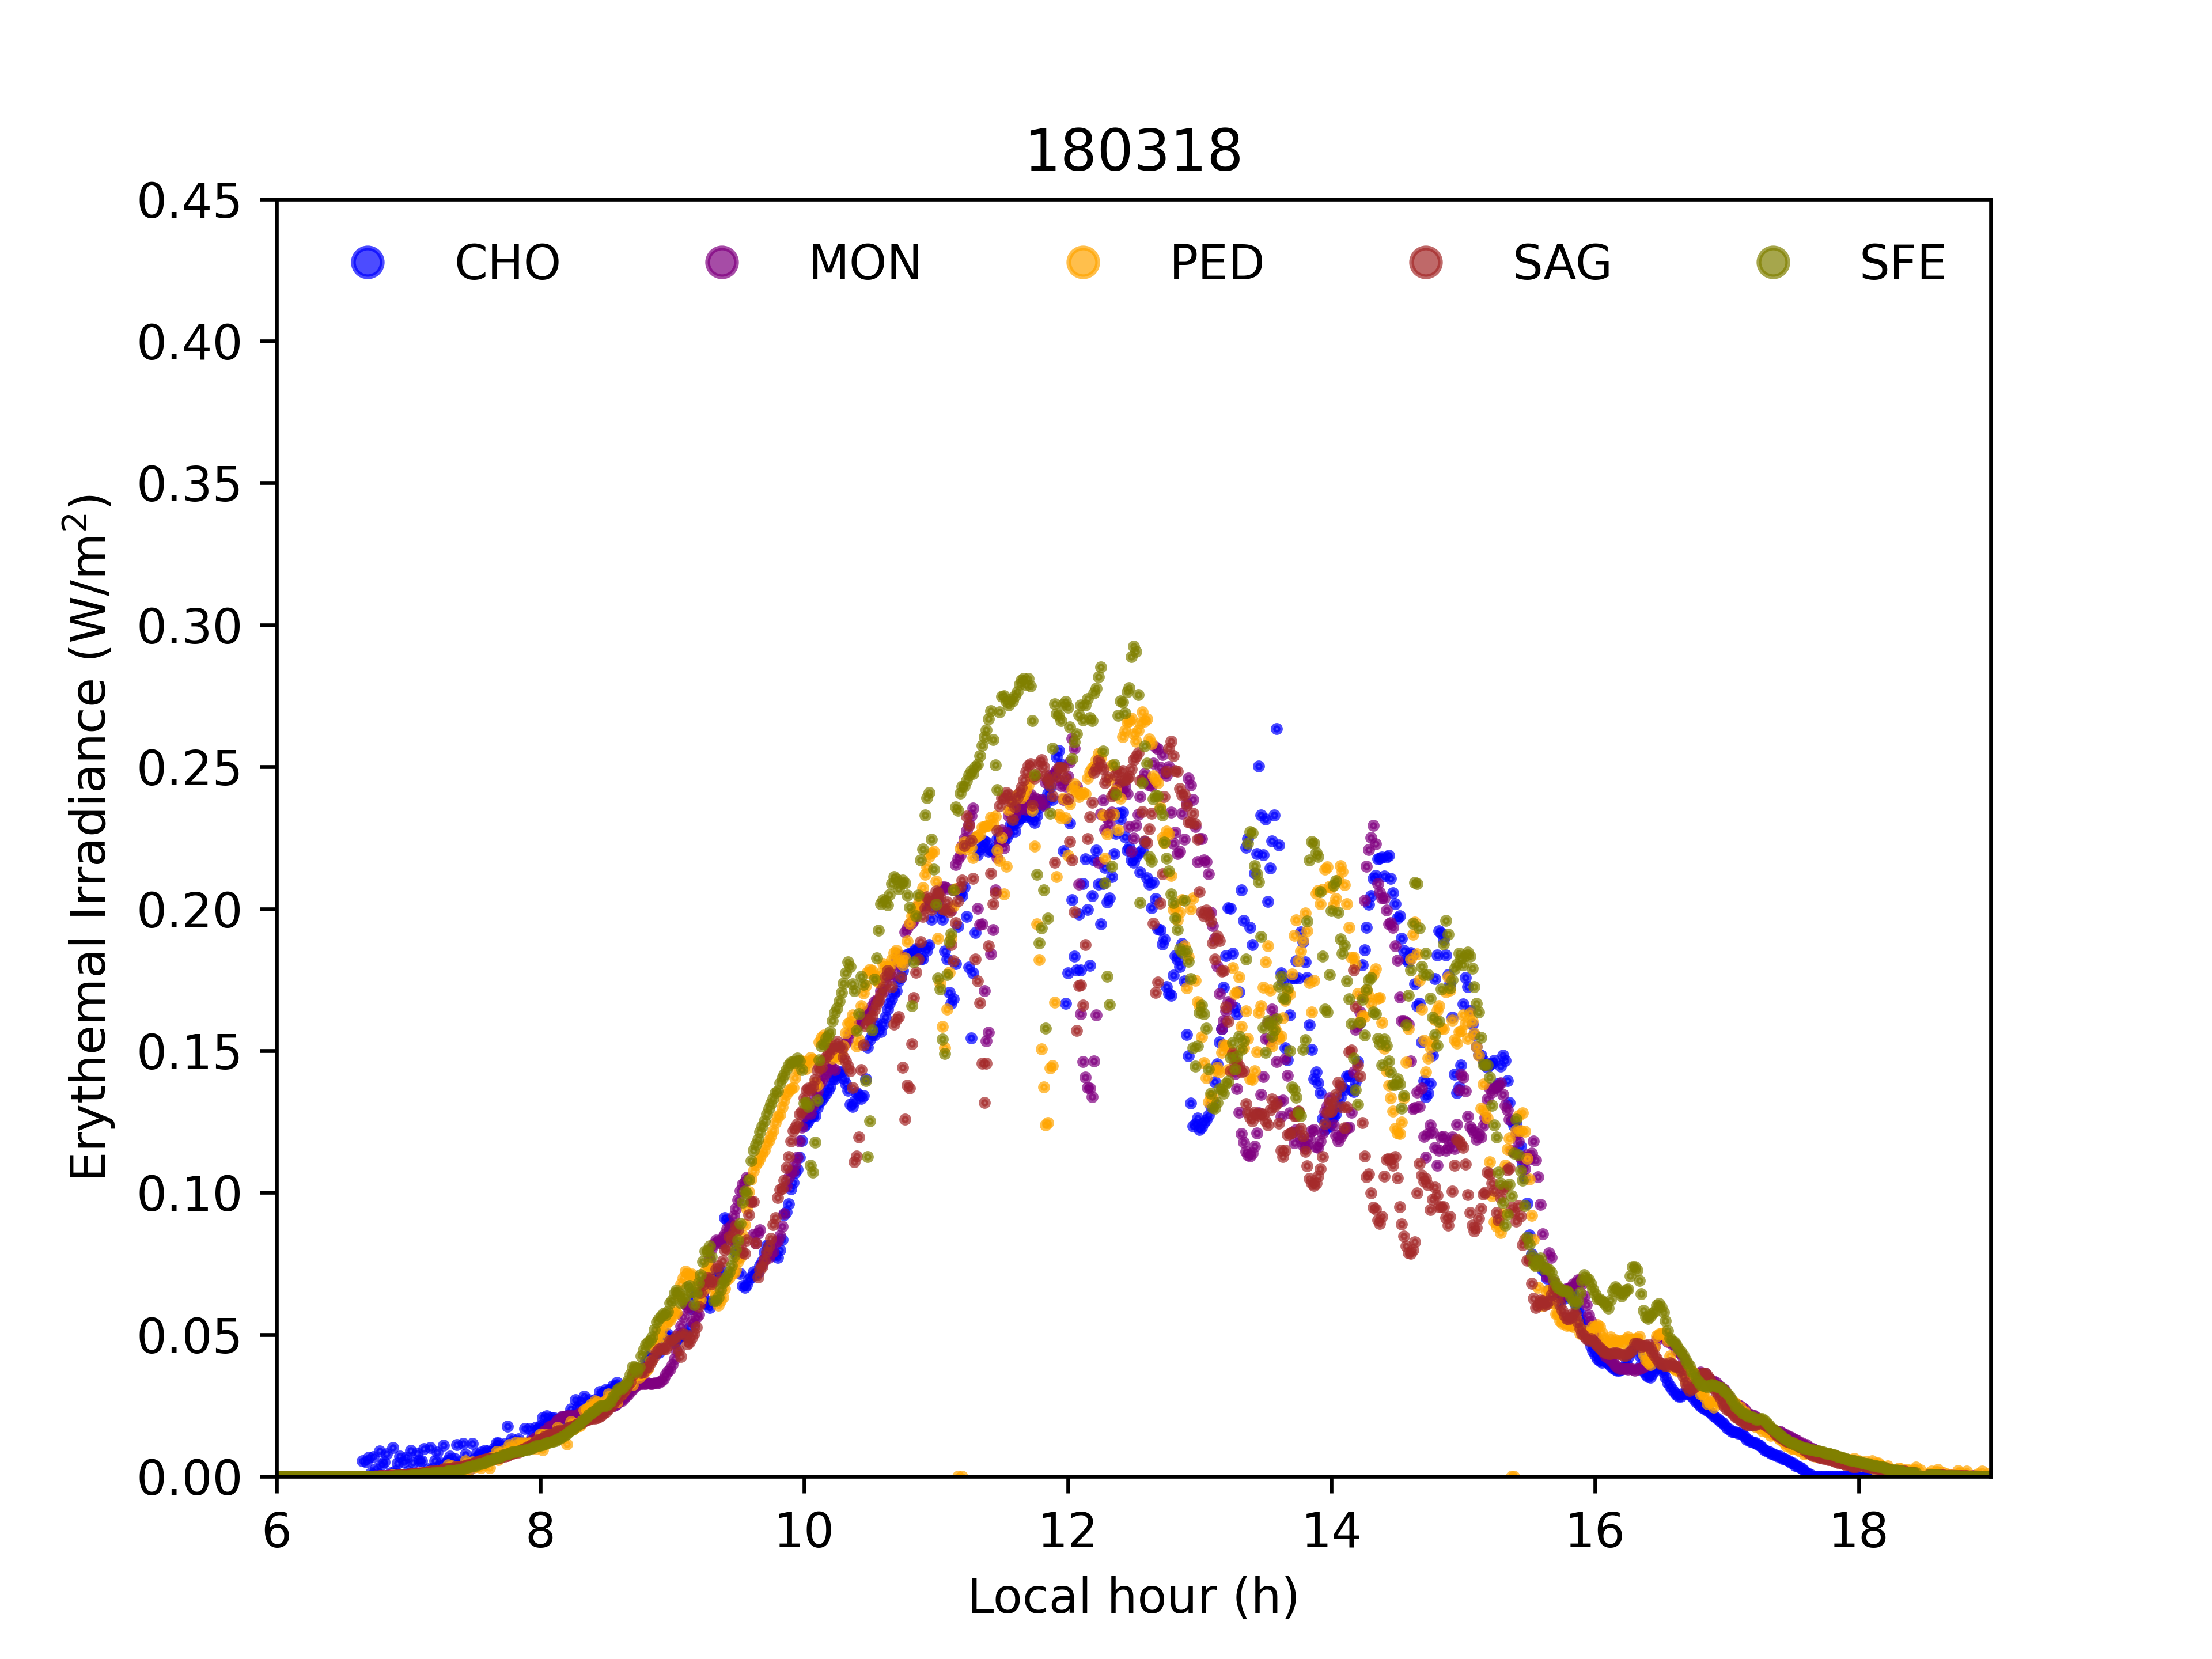 180318
CHO MON PED SAG SFE
0.45
0.40
0.35
0.30
0.25
0.20
0.15
0.10
0.05
0.00
Erythemal Irradiance (W/m²)
6 8 10 12 14 16 18
Local hour (h)